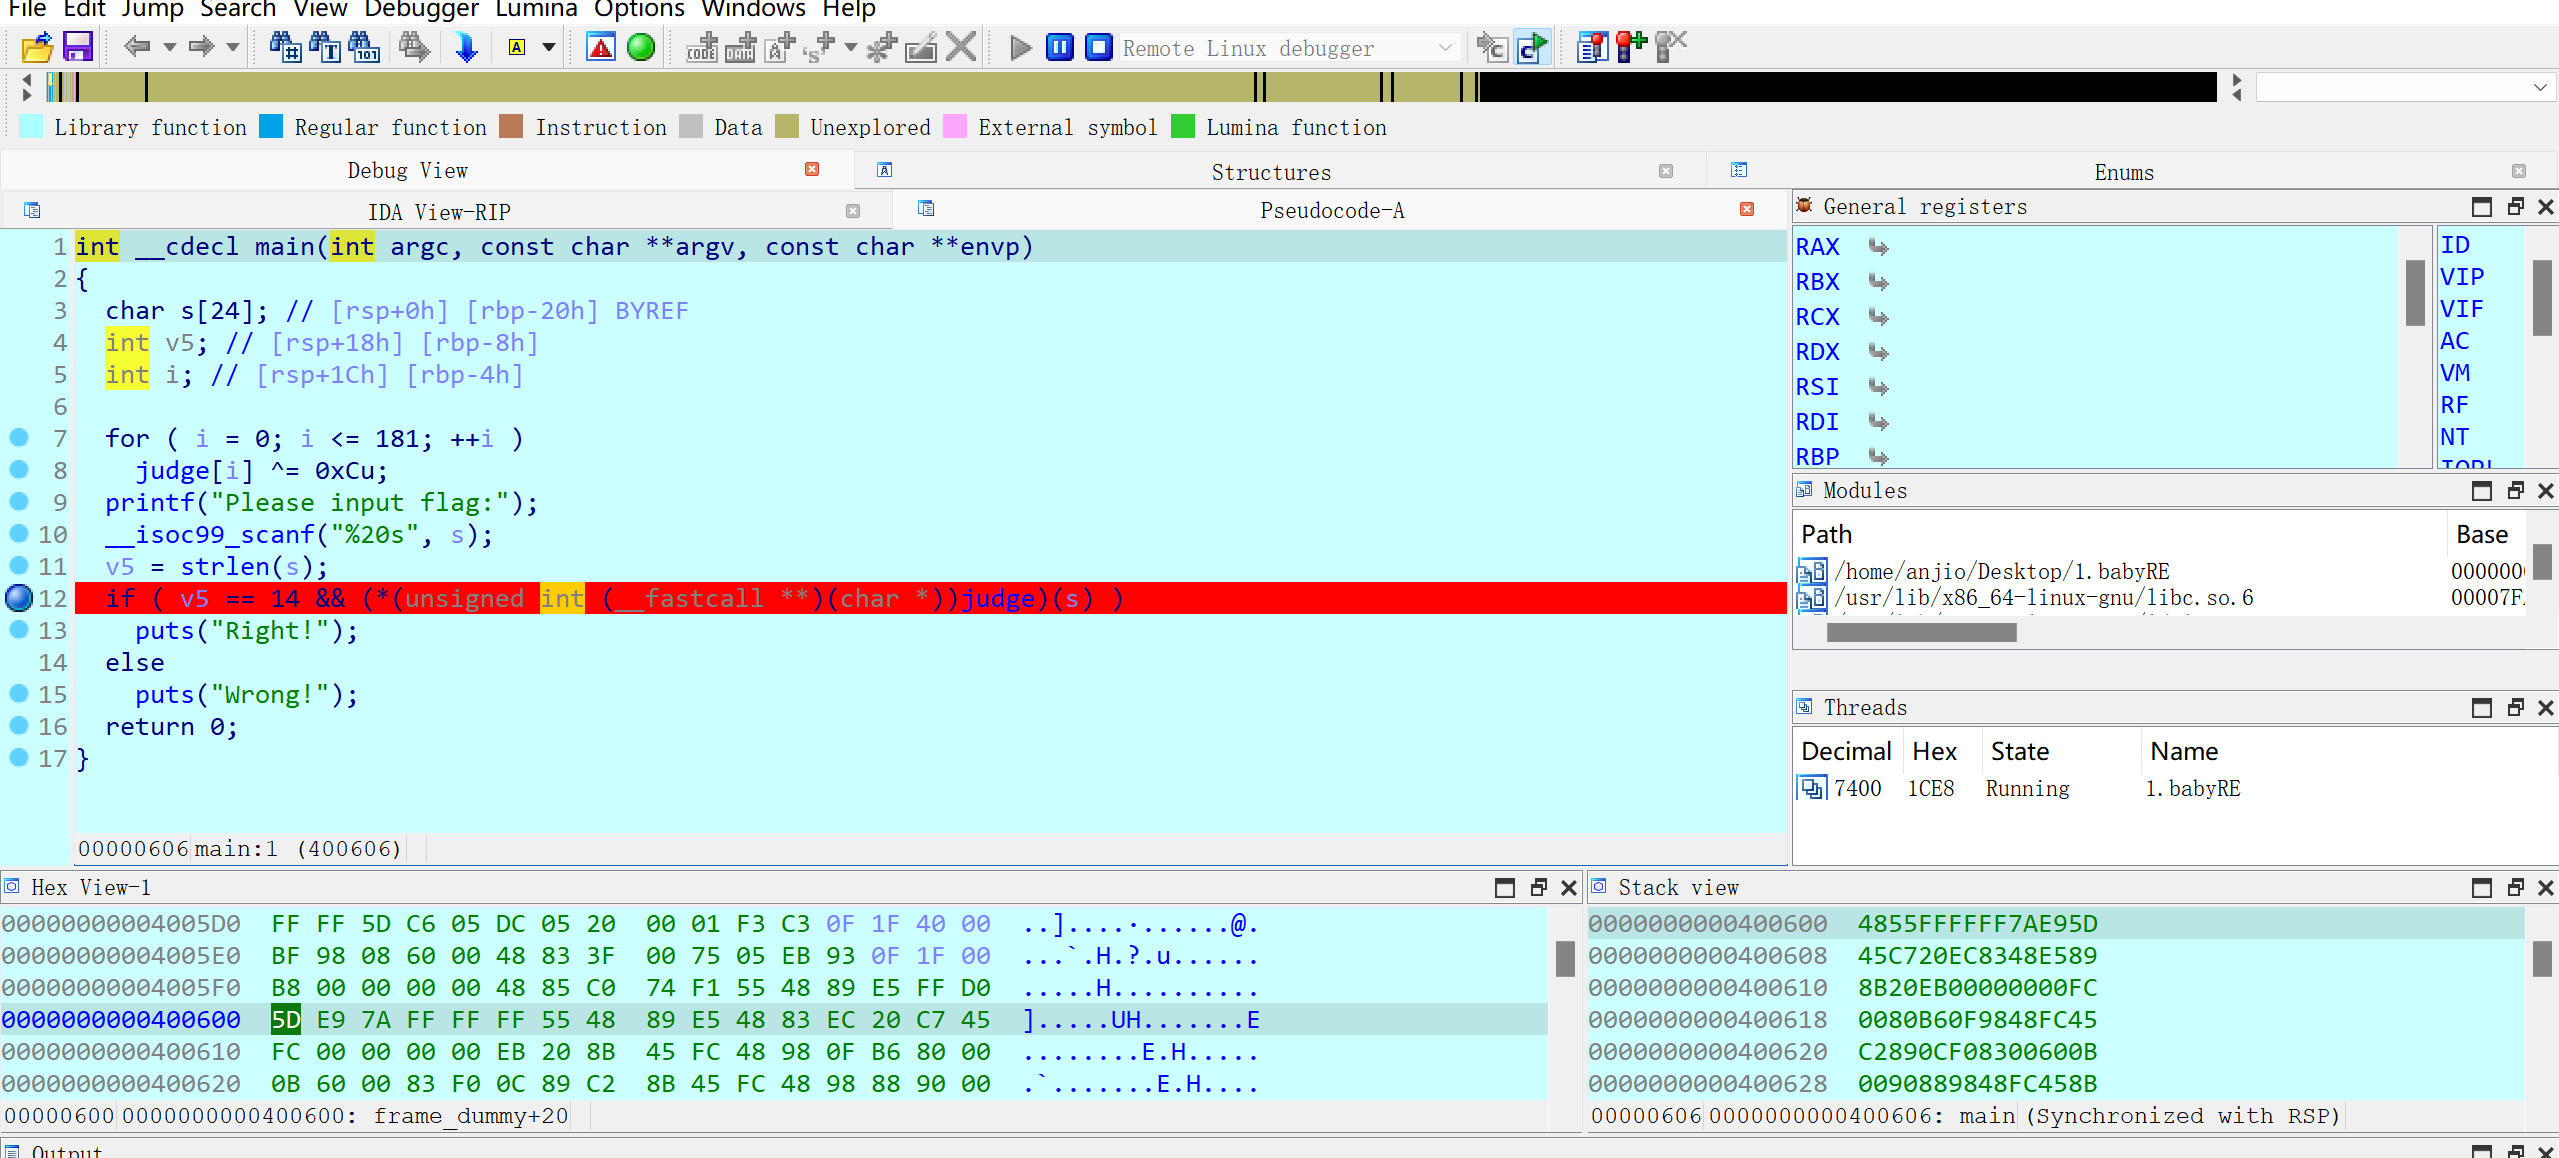 File Edit Jump Search View Debugger Lumina Options Windows Help
Remote Linux debugger
Library function Regular function Instruction Data Unexplored External symbol Lumina function
Debug View Structures Enums
IDA View-RIP Pseudocode-A
1 int __cdecl main(int argc, const char **argv, const char **envp)
2 {
3 char s[24]; // [rsp+0h] [rbp-20h] BYREF
4 int v5; // [rsp+18h] [rbp-8h]
5 int i; // [rsp+1Ch] [rbp-4h]
6
7 for ( i = 0; i <= 181; ++i )
8 judge[i] ^= 0xCu;
9 printf("Please input flag:");
10 __isoc99_scanf("%20s", s);
11 v5 = strlen(s);
12 if ( v5 == 14 && (*(unsigned int (__fastcall **)(char *))judge)(s) )
13 puts("Right!");
14 else
15 puts("Wrong!");
16 return 0;
17 }
00000606 main:1 (400606)
General registers
RAX
RBX
RCX
RDX
RSI
RDI
RBP
ID
VIP
VIF
AC
VM
RF
NT
IOPL
Modules
Path Base
/home/anjio/Desktop/1.babyRE 000000
/usr/lib/x86_64-linux-gnu/libc.so.6 00007F
Threads
Decimal Hex State Name
7400 1CE8 Running 1.babyRE
Hex View-1
00000000004005D0 FF FF 5D C6 05 DC 05 20 00 01 F3 C3 0F 1F 40 00 ..]....·......@.
00000000004005E0 BF 98 08 60 00 48 83 3F 00 75 05 EB 93 0F 1F 00 ...`.H.?.u......
00000000004005F0 B8 00 00 00 00 48 85 C0 74 F1 55 48 89 E5 FF D0 .....H..........
0000000000400600 5D E9 7A FF FF FF 55 48 89 E5 48 83 EC 20 C7 45 ].....UH.......E
0000000000400610 FC 00 00 00 00 EB 20 8B 45 FC 48 98 0F B6 80 00 ........E.H.....
0000000000400620 0B 60 00 83 F0 0C 89 C2 8B 45 FC 48 98 88 90 00 .`.......E.H....
00000600 0000000000400600: frame_dummy+20
Stack view
0000000000400600 4855FFFFFF7AE95D
0000000000400608 45C720EC8348E589
0000000000400610 8B20EB00000000FC
0000000000400618 0080B60F9848FC45
0000000000400620 C2890CF08300600B
0000000000400628 0090889848FC458B
00000606 0000000000400606: main (Synchronized with RSP)
Output